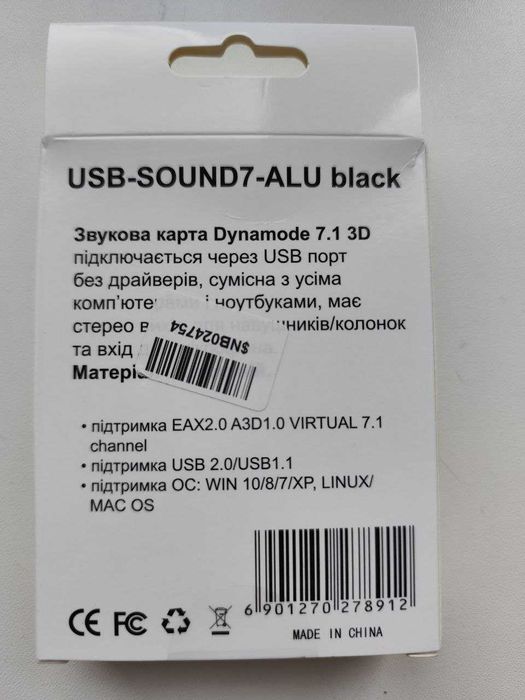 USB-SOUND7-ALU black
Звукова карта Dynamode 7.1 3D
підключається через USB порт
без драйверів, сумісна з усіма
комп'ютерами і ноутбуками, має
стерео для навушників/колонок
та вхід
$NB024754
• підтримка EAX2.0 A3D1.0 VIRTUAL 7.1
channel
• підтримка USB 2.0/USB1.1
• підтримка ОС: WIN 10/8/7/XP, LINUX/
MAC OS
CE FC
6 901270 278912
MADE IN CHINA